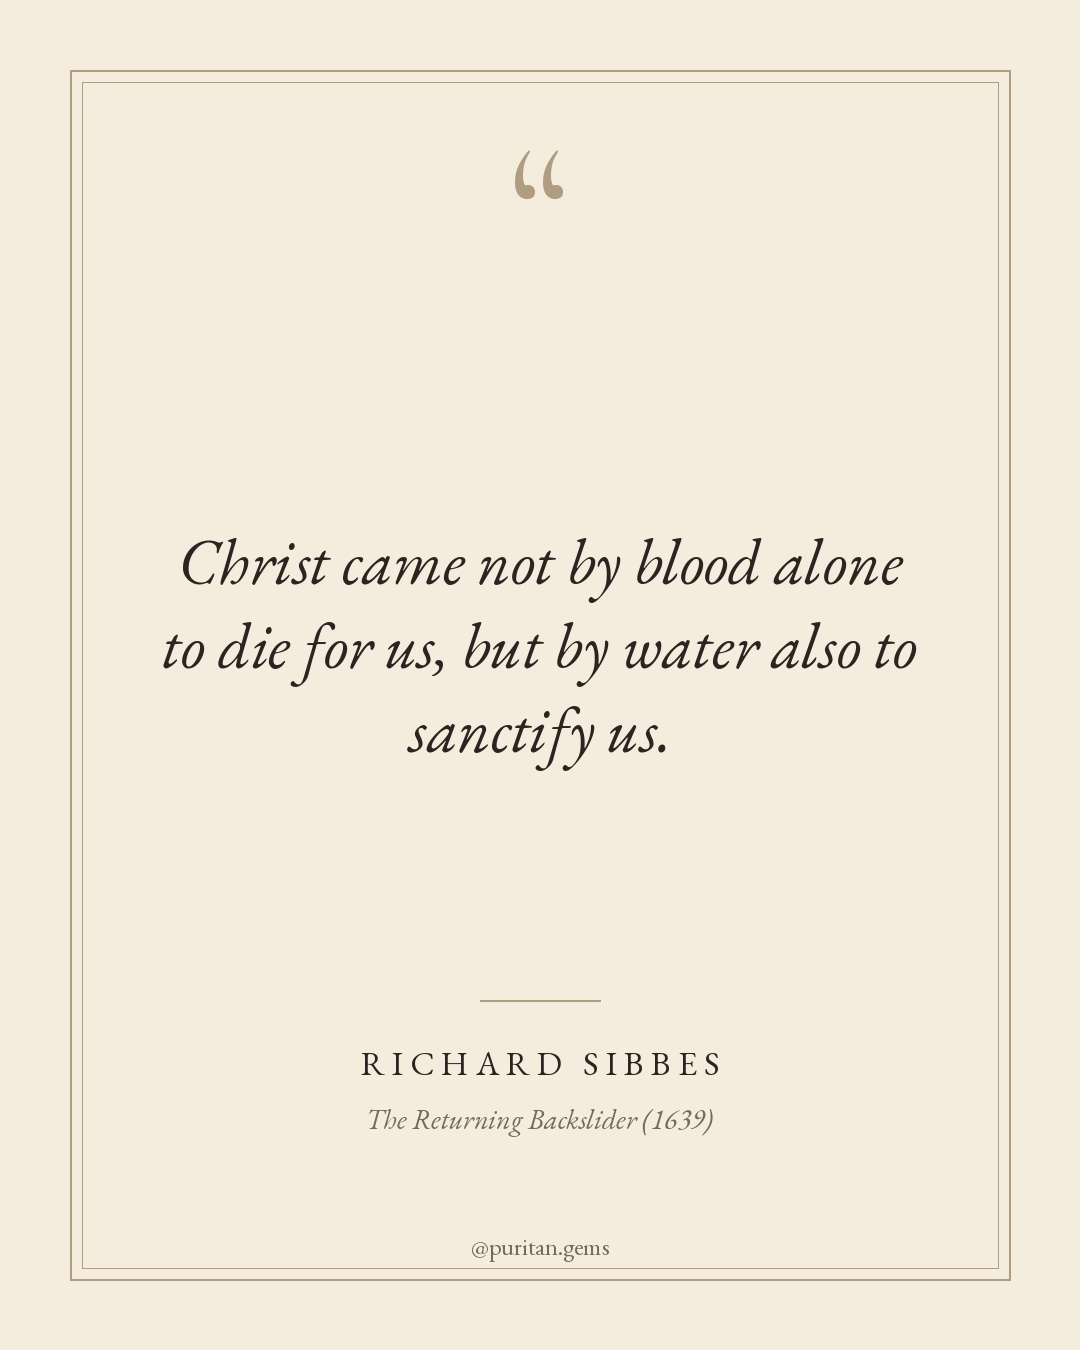 “
Christ came not by blood alone
to die for us, but by water also to
sanctify us.
RICHARD SIBBES
The Returning Backslider (1639)
@puritan.gems